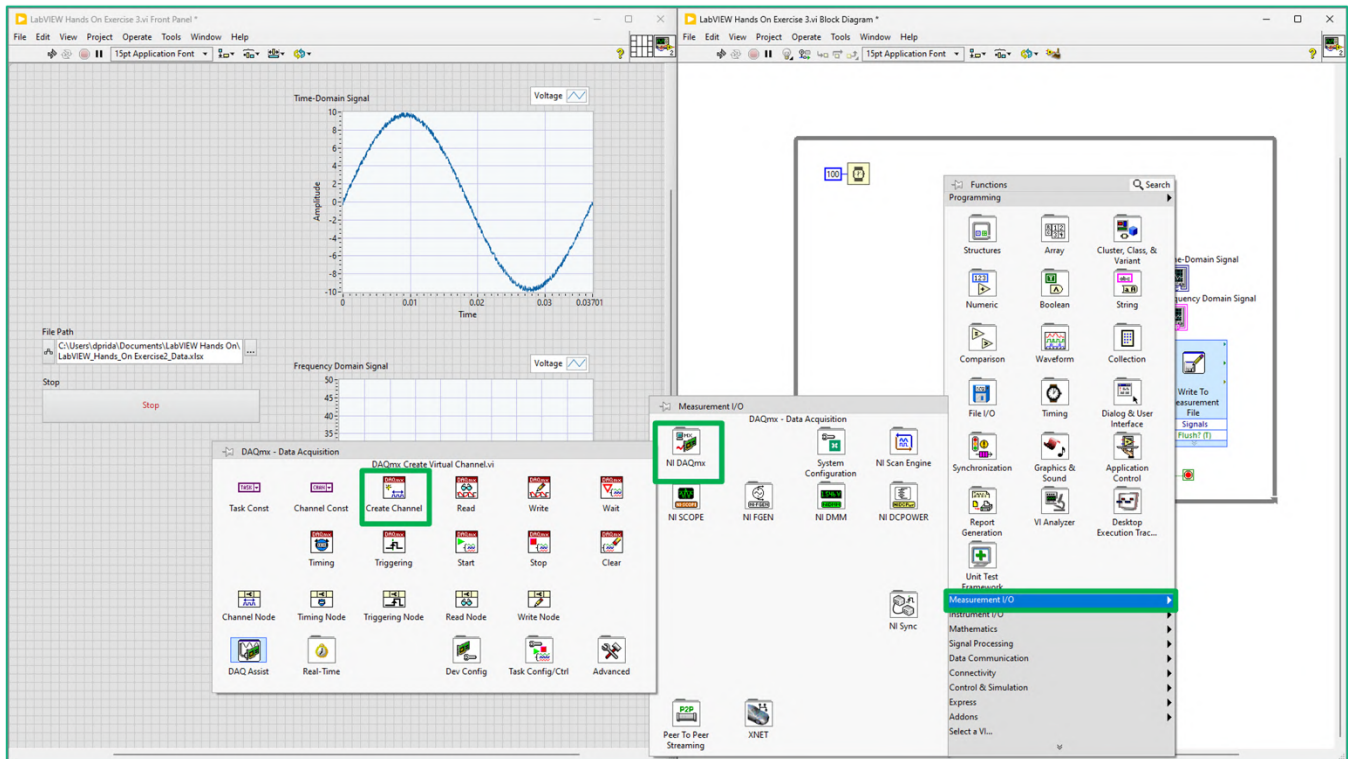 LabVIEW Hands On Exercise 3.vi Front Panel *
File Edit View Project Operate Tools Window Help
15pt Application Font
2
Time-Domain Signal
Voltage
Amplitude
10
8
6
4
2
0
-2
-4
-6
-8
-10
0 0.01 0.02 0.03 0.03701
Time
File Path
C:\Users\dprida\Documents\LabVIEW Hands On\
LabVIEW_Hands_On Exercise2_Data.xlsx
...
Stop
Stop
Frequency Domain Signal
Voltage
50
45
40
35
LabVIEW Hands On Exercise 3.vi Block Diagram *
File Edit View Project Operate Tools Window Help
15pt Application Font
2
100
e-Domain Signal
quency Domain Signal
Write To
easurement
File
Signals
Flush? (T)
Functions
Search
Programming
Structures Array Cluster, Class, &
Variant
Numeric Boolean String
Comparison Waveform Collection
File I/O Timing Dialog & User
Interface
Synchronization Graphics &
Sound Application
Control
Report
Generation VI Analyzer Desktop
Execution Trac...
Unit Test
Framework
Measurement I/O
Instrument I/O
Mathematics
Signal Processing
Data Communication
Connectivity
Control & Simulation
Express
Addons
Select a VI...
Measurement I/O
DAQmx - Data Acquisition
NI DAQmx System
Configuration NI Scan Engine
NI SCOPE NI FGEN NI DMM NI DCPOWER
NI Sync
P2P
Peer To Peer
Streaming XNET
DAQmx - Data Acquisition
DAQmx Create Virtual Channel.vi
Task Const Channel Const Create Channel Read Write Wait
Timing Triggering Start Stop Clear
Channel Node Timing Node Triggering Node Read Node Write Node
DAQ Assist Real-Time Dev Config Task Config/Ctrl Advanced